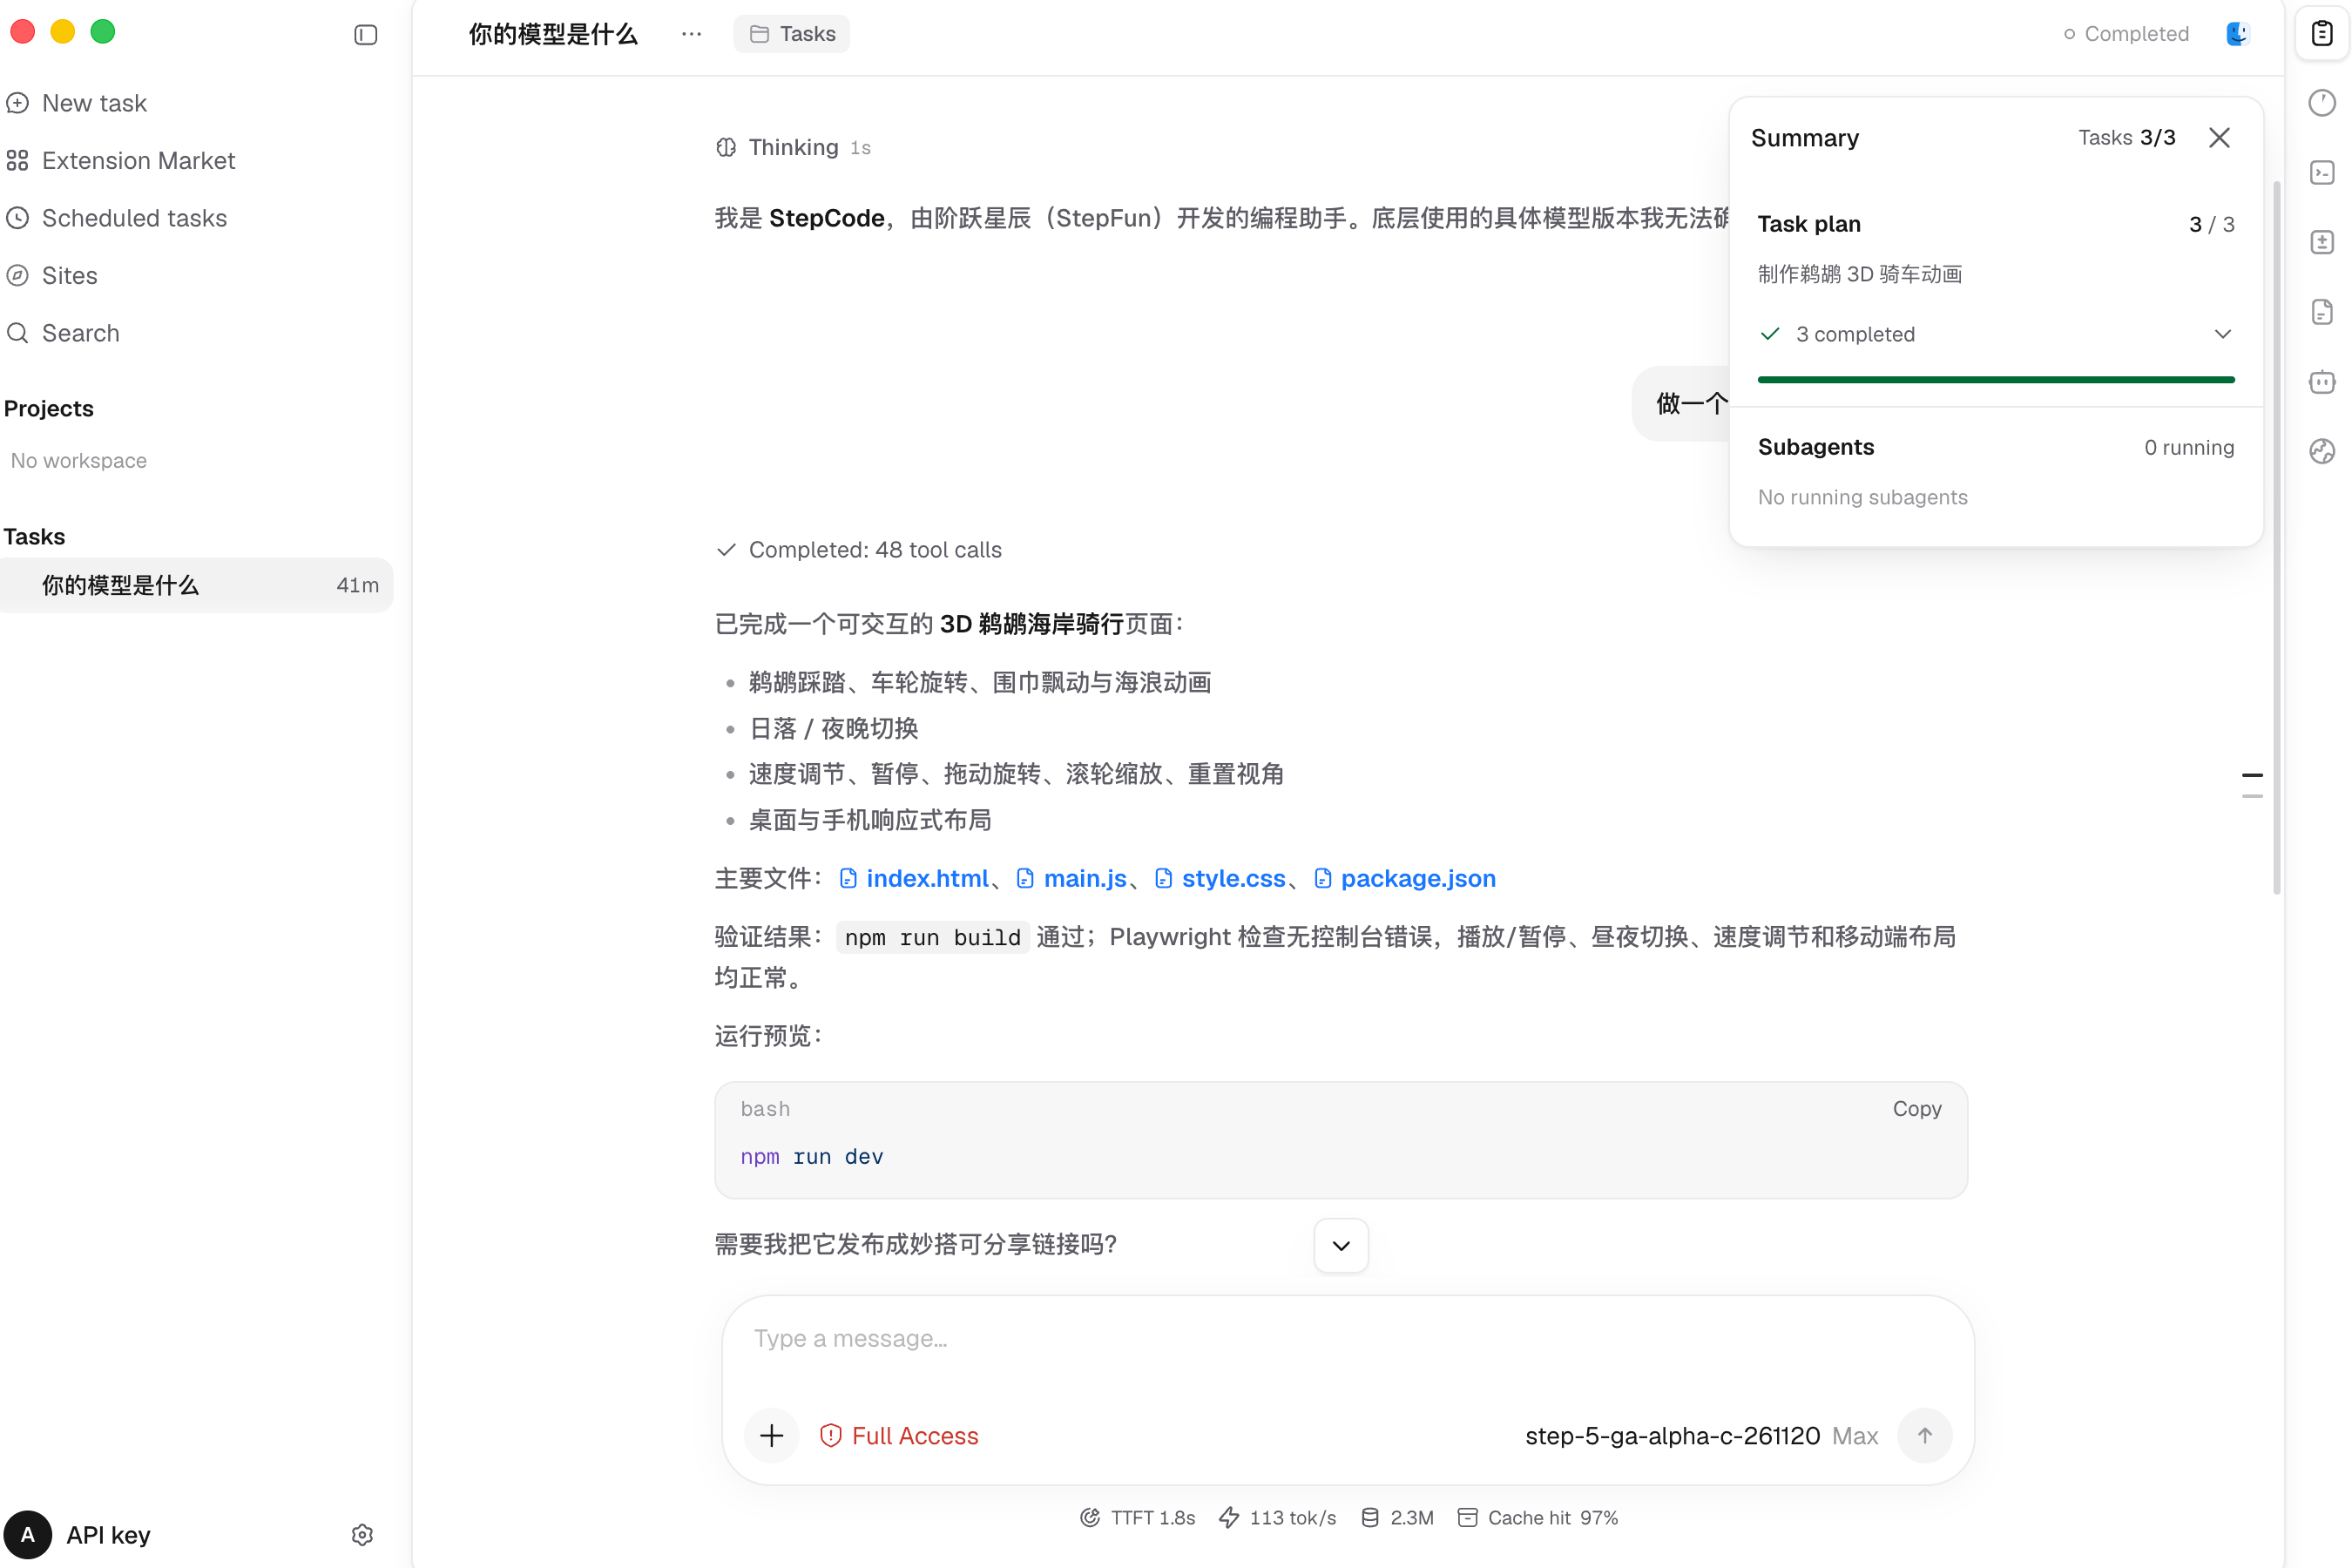 New task
Extension Market
Scheduled tasks
Sites
Search
Projects
No workspace
Tasks
你的模型是什么 41m
A API key
你的模型是什么 ··· Tasks
Completed
Thinking 1s
我是 StepCode，由阶跃星辰（StepFun）开发的编程助手。底层使用的具体模型版本我无法
做一个
Completed: 48 tool calls
已完成一个可交互的 3D 鹈鹕海岸骑行页面：
• 鹈鹕踩踏、车轮旋转、围巾飘动与海浪动画
• 日落 / 夜晚切换
• 速度调节、暂停、拖动旋转、滚轮缩放、重置视角
• 桌面与手机响应式布局
主要文件： index.html、 main.js、 style.css、 package.json
验证结果： npm run build 通过；Playwright 检查无控制台错误，播放/暂停、昼夜切换、速度调节和移动端布局
均正常。
运行预览：
bash Copy
npm run dev
需要我把它发布成妙搭可分享链接吗？
Type a message...
Full Access step-5-ga-alpha-c-261120 Max
TTFT 1.8s 113 tok/s 2.3M Cache hit 97%
Summary Tasks 3/3
Task plan 3 / 3
制作鹈鹕 3D 骑车动画
3 completed
Subagents 0 running
No running subagents